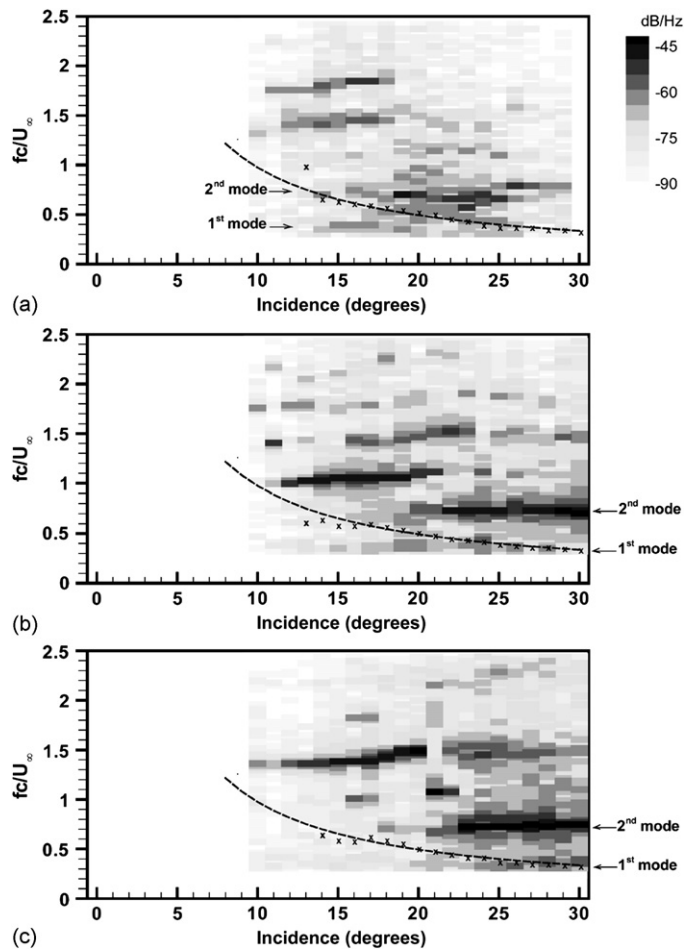 dB/Hz
-45
-60
-75
-90
2.5
2
1.5
1
0.5
0
fc/U∞
2nd mode
1st mode
0 5 10 15 20 25 30
Incidence (degrees)
(a)
2.5
2
1.5
1
0.5
0
fc/U∞
2nd mode
1st mode
0 5 10 15 20 25 30
Incidence (degrees)
(b)
2.5
2
1.5
1
0.5
0
fc/U∞
2nd mode
1st mode
0 5 10 15 20 25 30
Incidence (degrees)
(c)